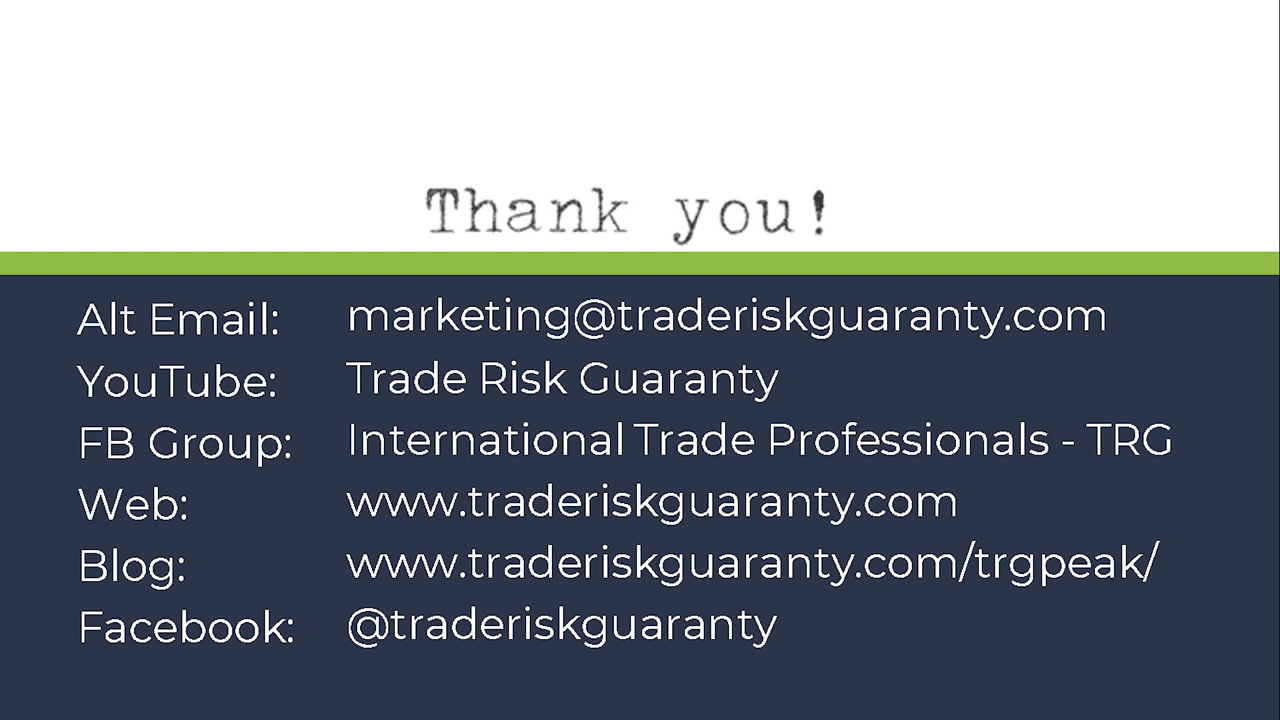 Thank you!
Alt Email: marketing@traderiskguaranty.com
YouTube: Trade Risk Guaranty
FB Group: International Trade Professionals - TRG
Web: www.traderiskguaranty.com
Blog: www.traderiskguaranty.com/trgpeak/
Facebook: @traderiskguaranty